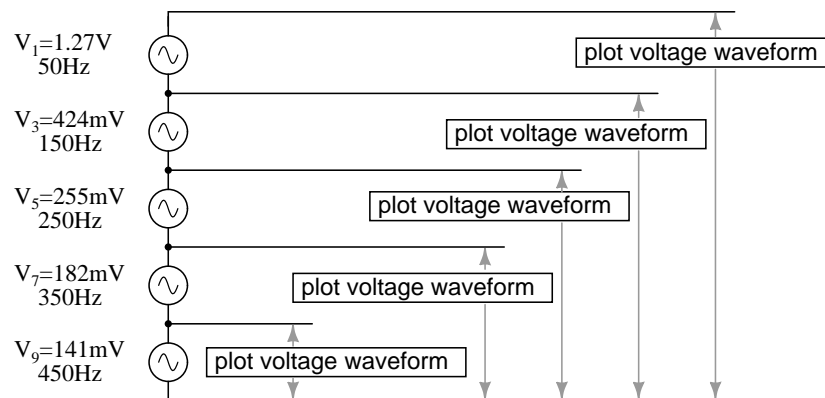 V₁=1.27V
50Hz
plot voltage waveform
V₃=424mV
150Hz
plot voltage waveform
V₅=255mV
250Hz
plot voltage waveform
V₇=182mV
350Hz
plot voltage waveform
V₉=141mV
450Hz
plot voltage waveform